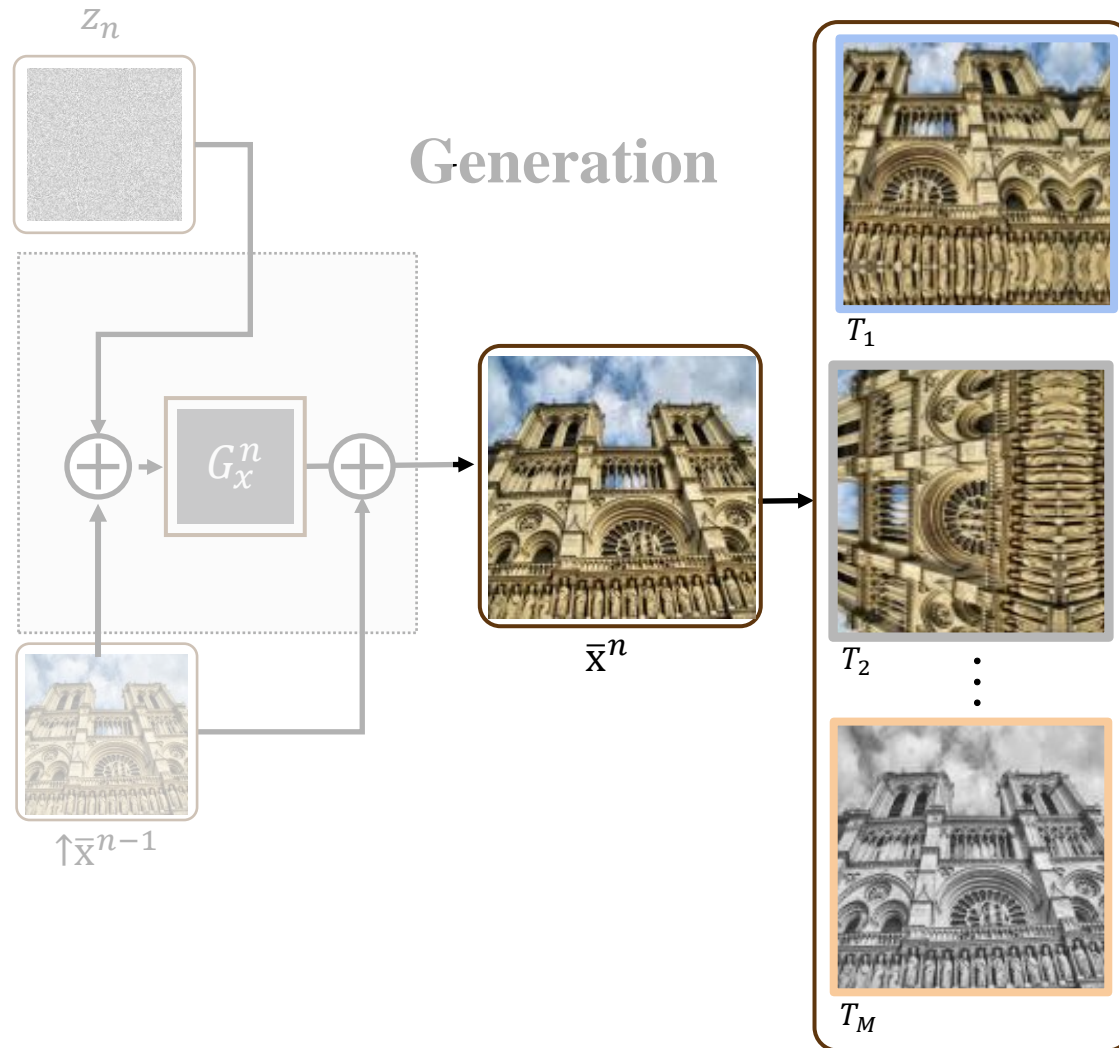 z_n
Generation
T_1
G_x^n
x̄^n
T_2
⋮
↑x̄^{n-1}
T_M